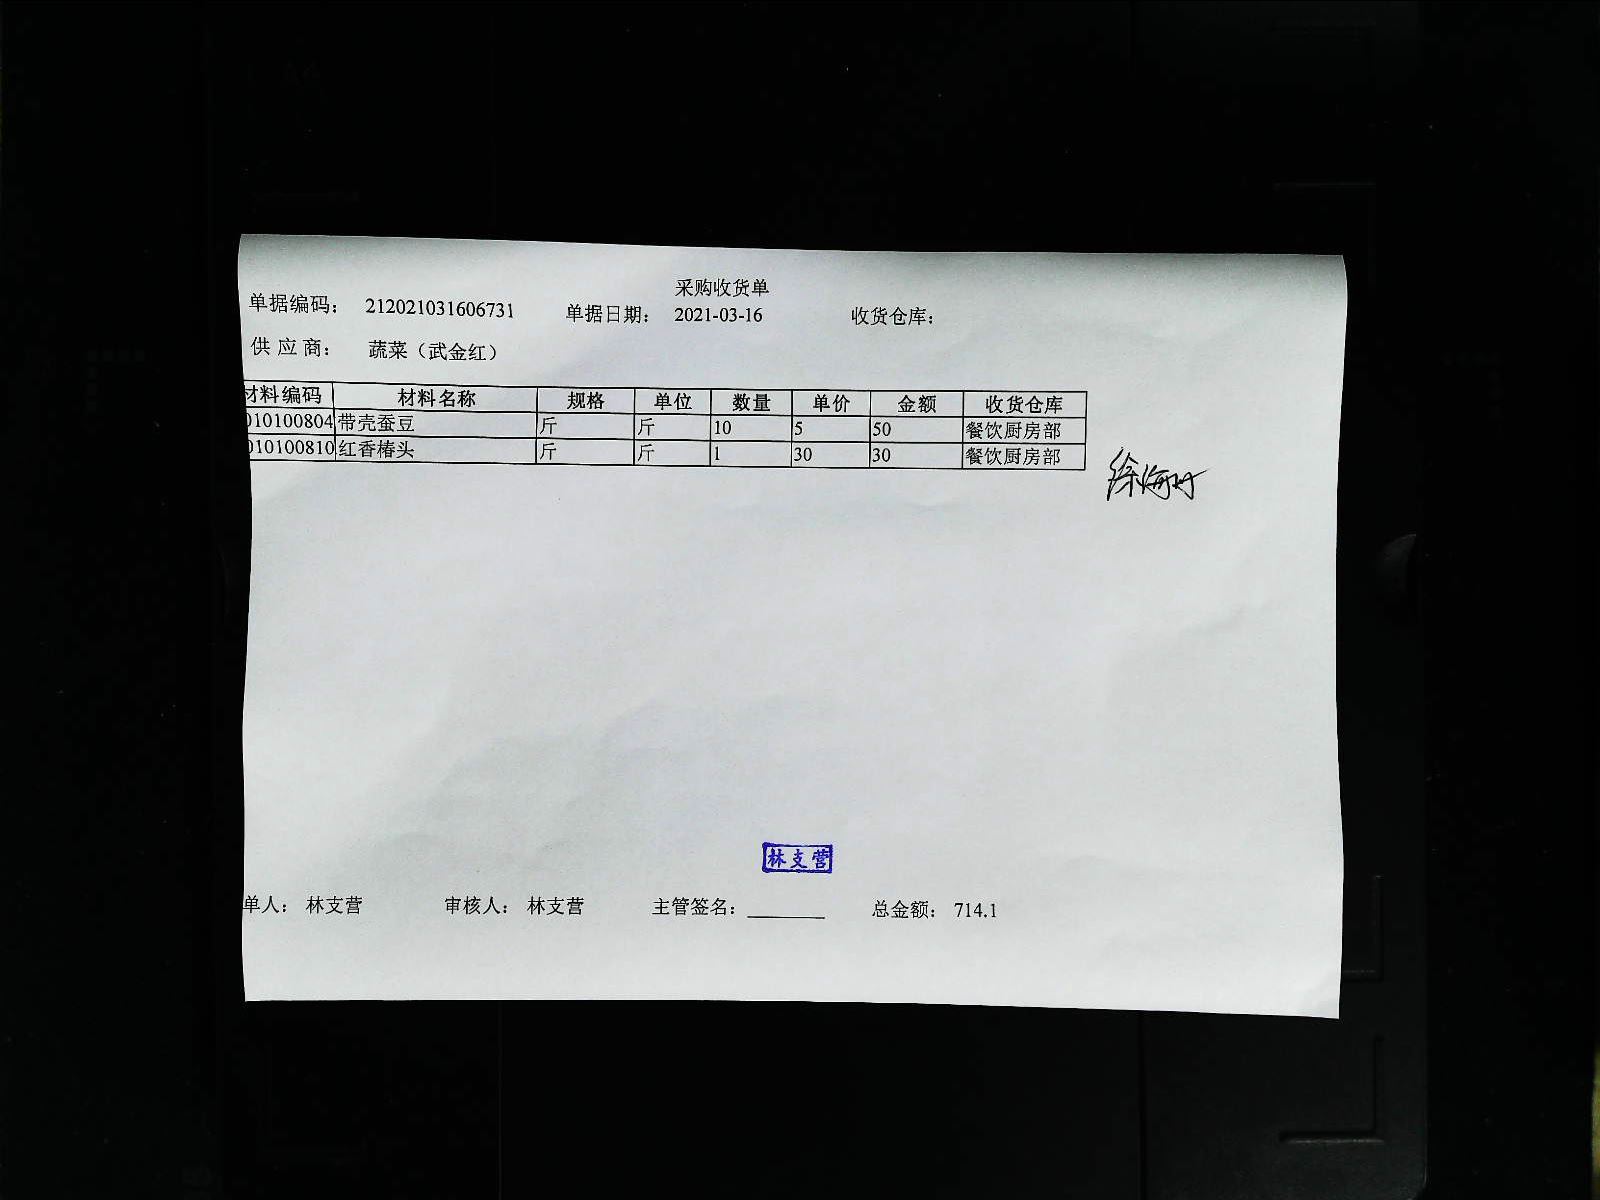 采购收货单
单据编码： 212021031606731 单据日期： 2021-03-16 收货仓库：
供应商： 蔬菜（武金红）
材料编码 材料名称 规格 单位 数量 单价 金额 收货仓库
010100804 带壳蚕豆 斤 斤 10 5 50 餐饮厨房部
010100810 红香椿头 斤 斤 1 30 30 餐饮厨房部
林支营
单人： 林支营 审核人： 林支营 主管签名： 总金额： 714.1